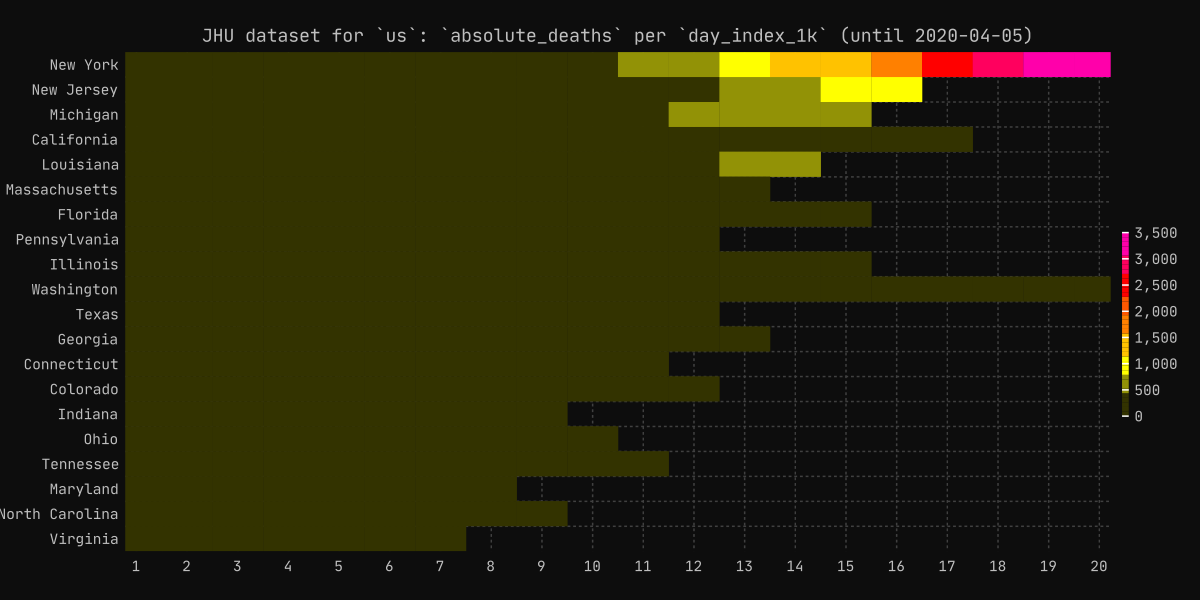 JHU dataset for `us`: `absolute_deaths` per `day_index_1k` (until 2020-04-05)
New York
New Jersey
Michigan
California
Louisiana
Massachusetts
Florida
Pennsylvania
Illinois
Washington
Texas
Georgia
Connecticut
Colorado
Indiana
Ohio
Tennessee
Maryland
North Carolina
Virginia
1 2 3 4 5 6 7 8 9 10 11 12 13 14 15 16 17 18 19 20
3,500
3,000
2,500
2,000
1,500
1,000
500
0